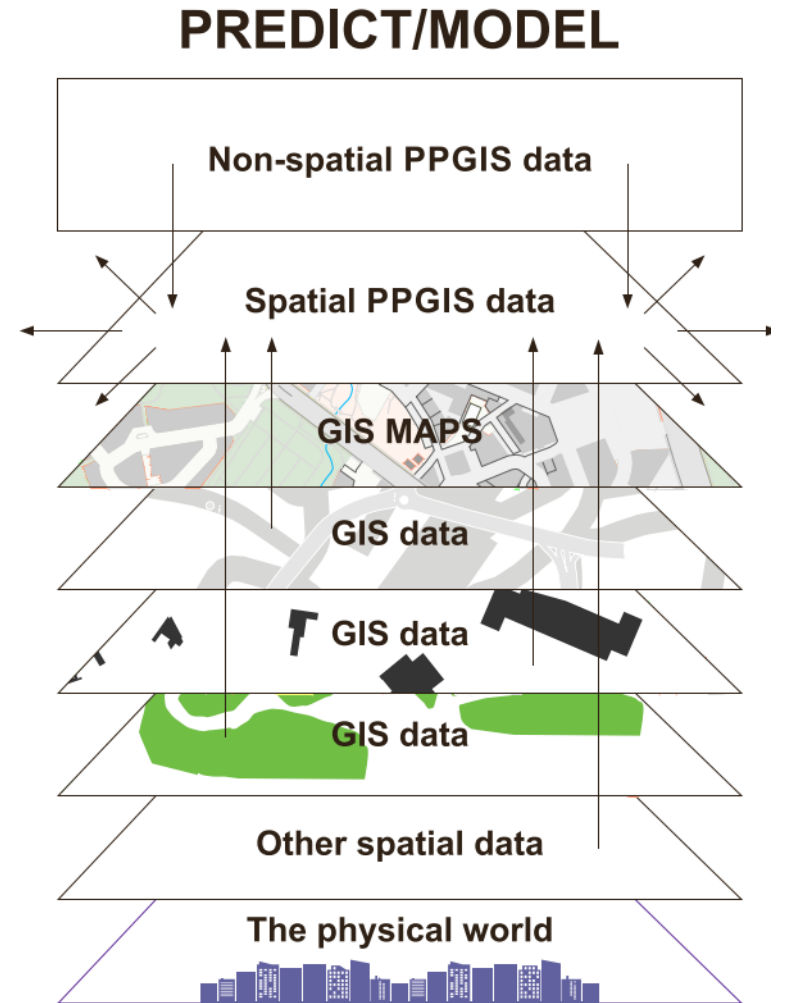 PREDICT/MODEL
Non-spatial PPGIS data
Spatial PPGIS data
GIS MAPS
GIS data
GIS data
GIS data
Other spatial data
The physical world